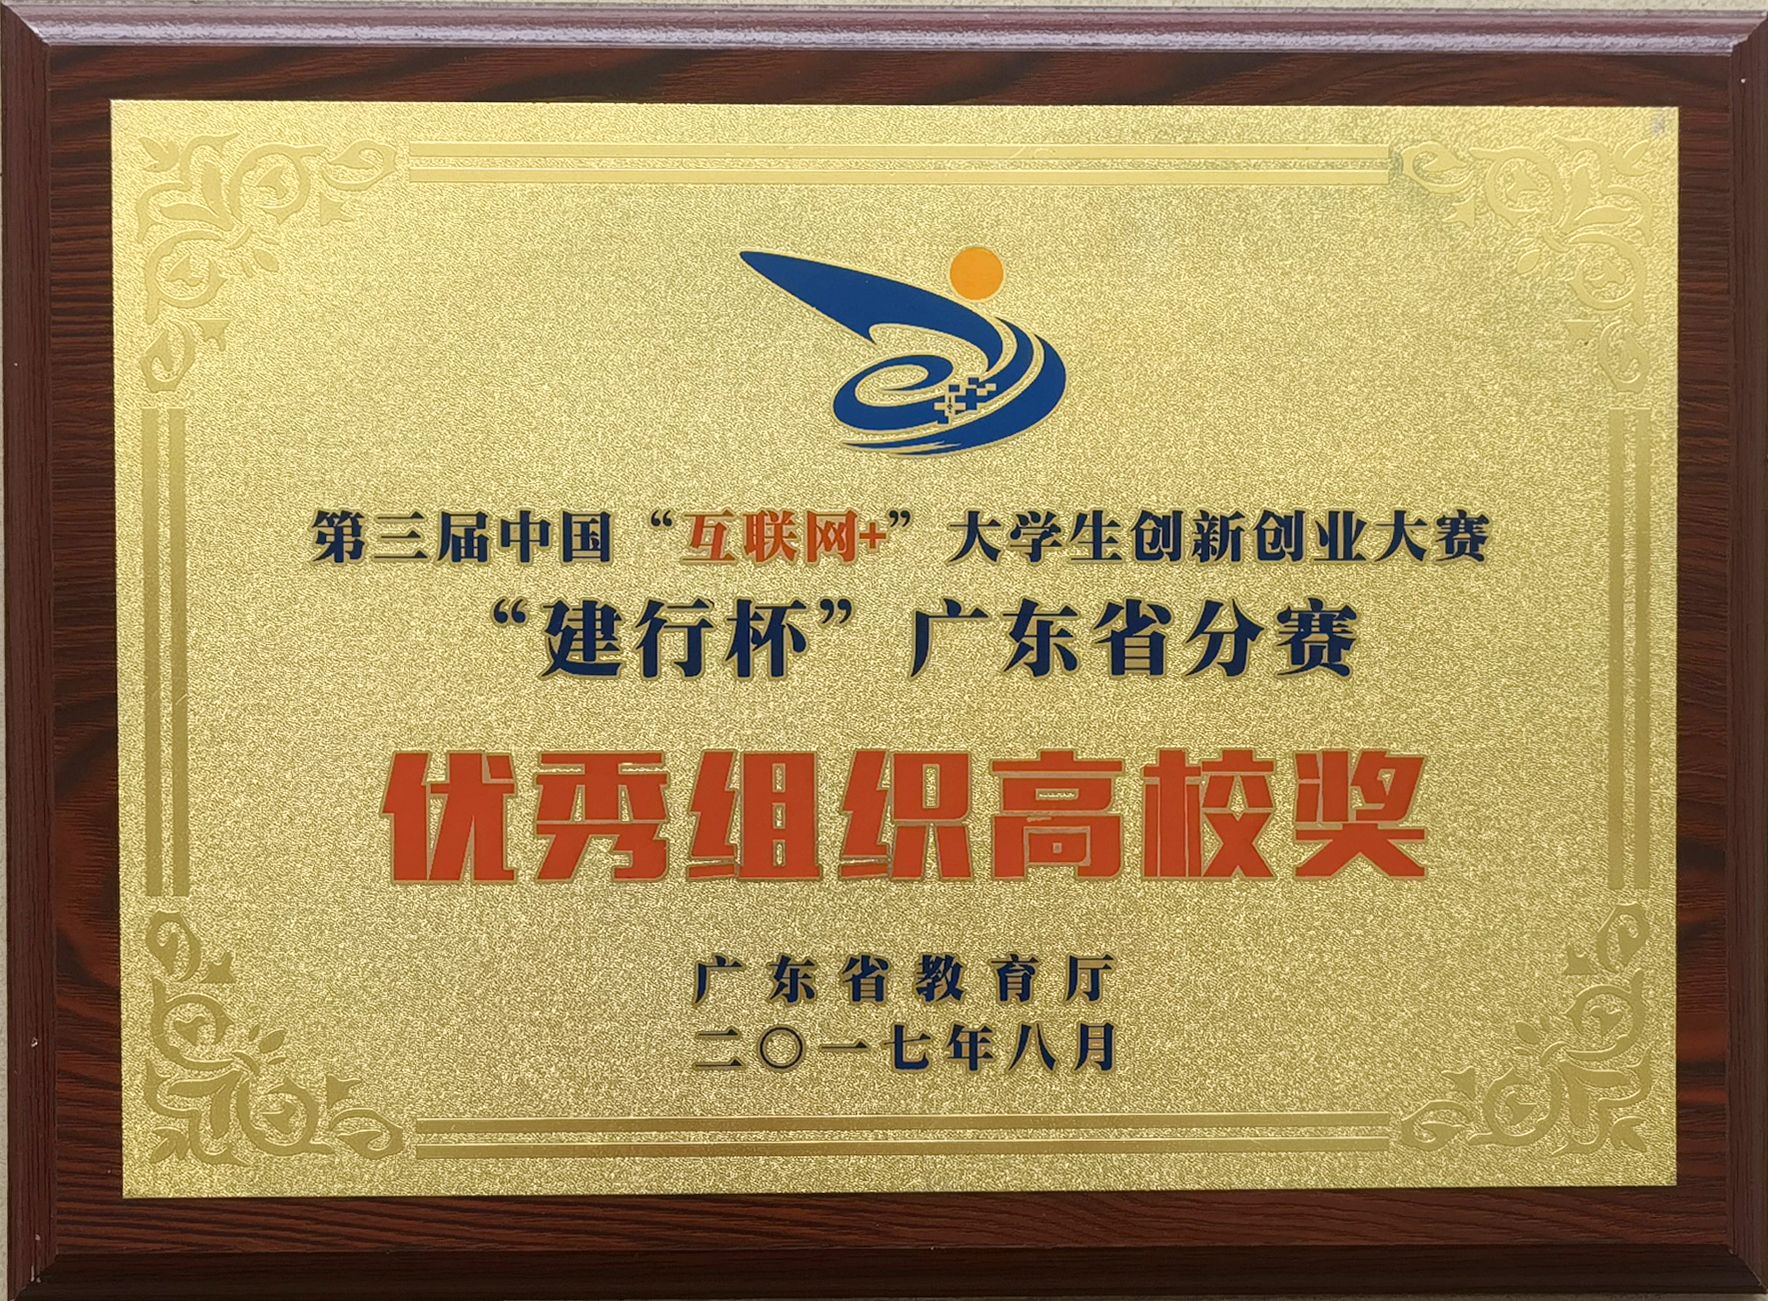 第三届中国“互联网+”大学生创新创业大赛
“建行杯”广东省分赛
优秀组织高校奖
广东省教育厅
二〇一七年八月